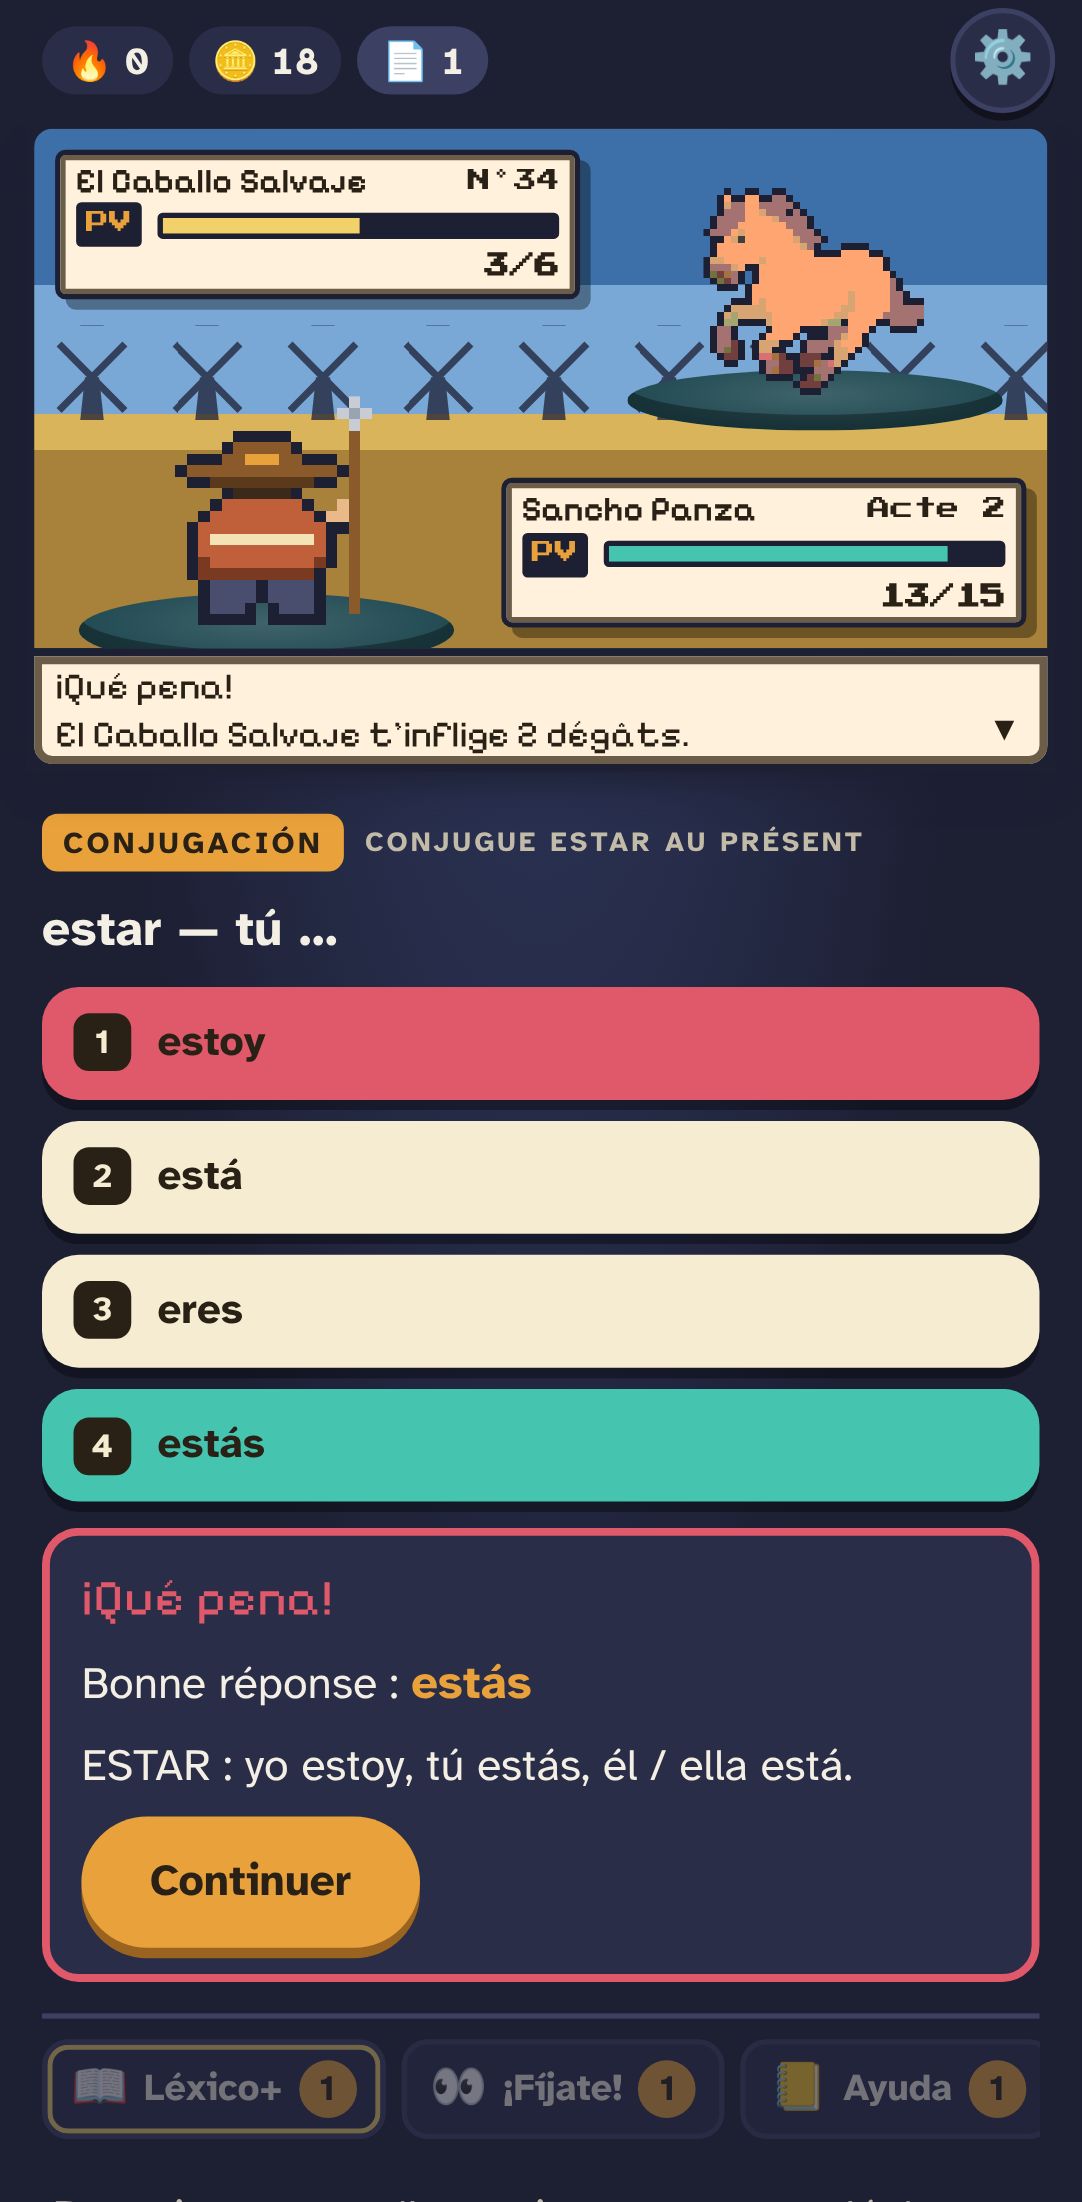 🔥 0 🪙 18 📄 1 ⚙️
El Caballo Salvaje N°34
PV
3/6
Sancho Panza Acte 2
PV
13/15
¡Qué pena!
El Caballo Salvaje t'inflige 2 dégâts.
▼
CONJUGACIÓN CONJUGUE ESTAR AU PRÉSENT
estar — tú ...
1 estoy
2 está
3 eres
4 estás
¡Qué pena!
Bonne réponse : estás
ESTAR : yo estoy, tú estás, él / ella está.
Continuer
📖 Léxico+ 1 👀 ¡Fíjate! 1 📒 Ayuda 1